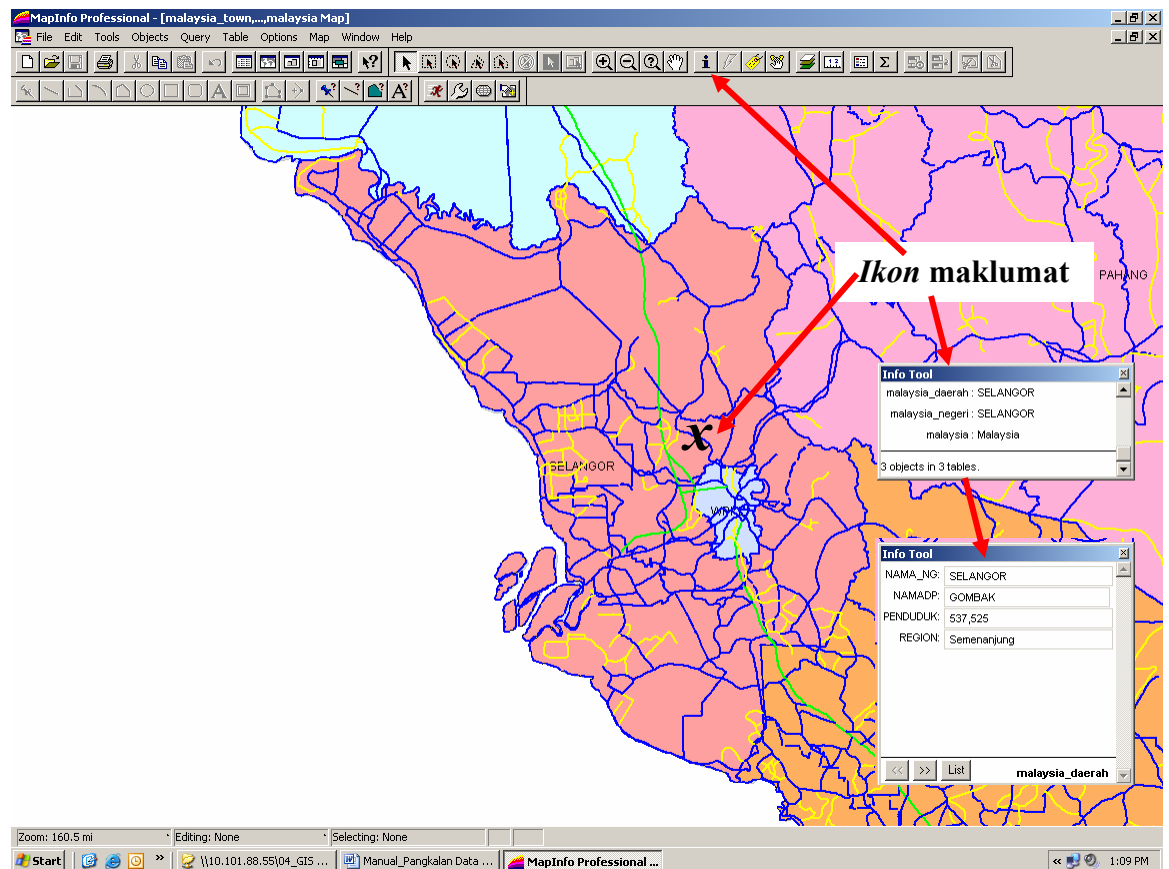 MapInfo Professional - [malaysia_town,...,malaysia Map]
File Edit Tools Objects Query Table Options Map Window Help
Ikon maklumat
PAHANG
Info Tool
malaysia_daerah : SELANGOR
malaysia_negeri : SELANGOR
malaysia : Malaysia
3 objects in 3 tables.
x
SELANGOR
Info Tool
NAMA_NG: SELANGOR
NAMADP: GOMBAK
PENDUDUK: 537,525
REGION: Semenanjung
<< >> List malaysia_daerah
Zoom: 160.5 mi Editing: None Selecting: None
Start » \\10.101.88.55\04_GIS ... Manual_Pangkalan Data ... MapInfo Professional ... « 1:09 PM